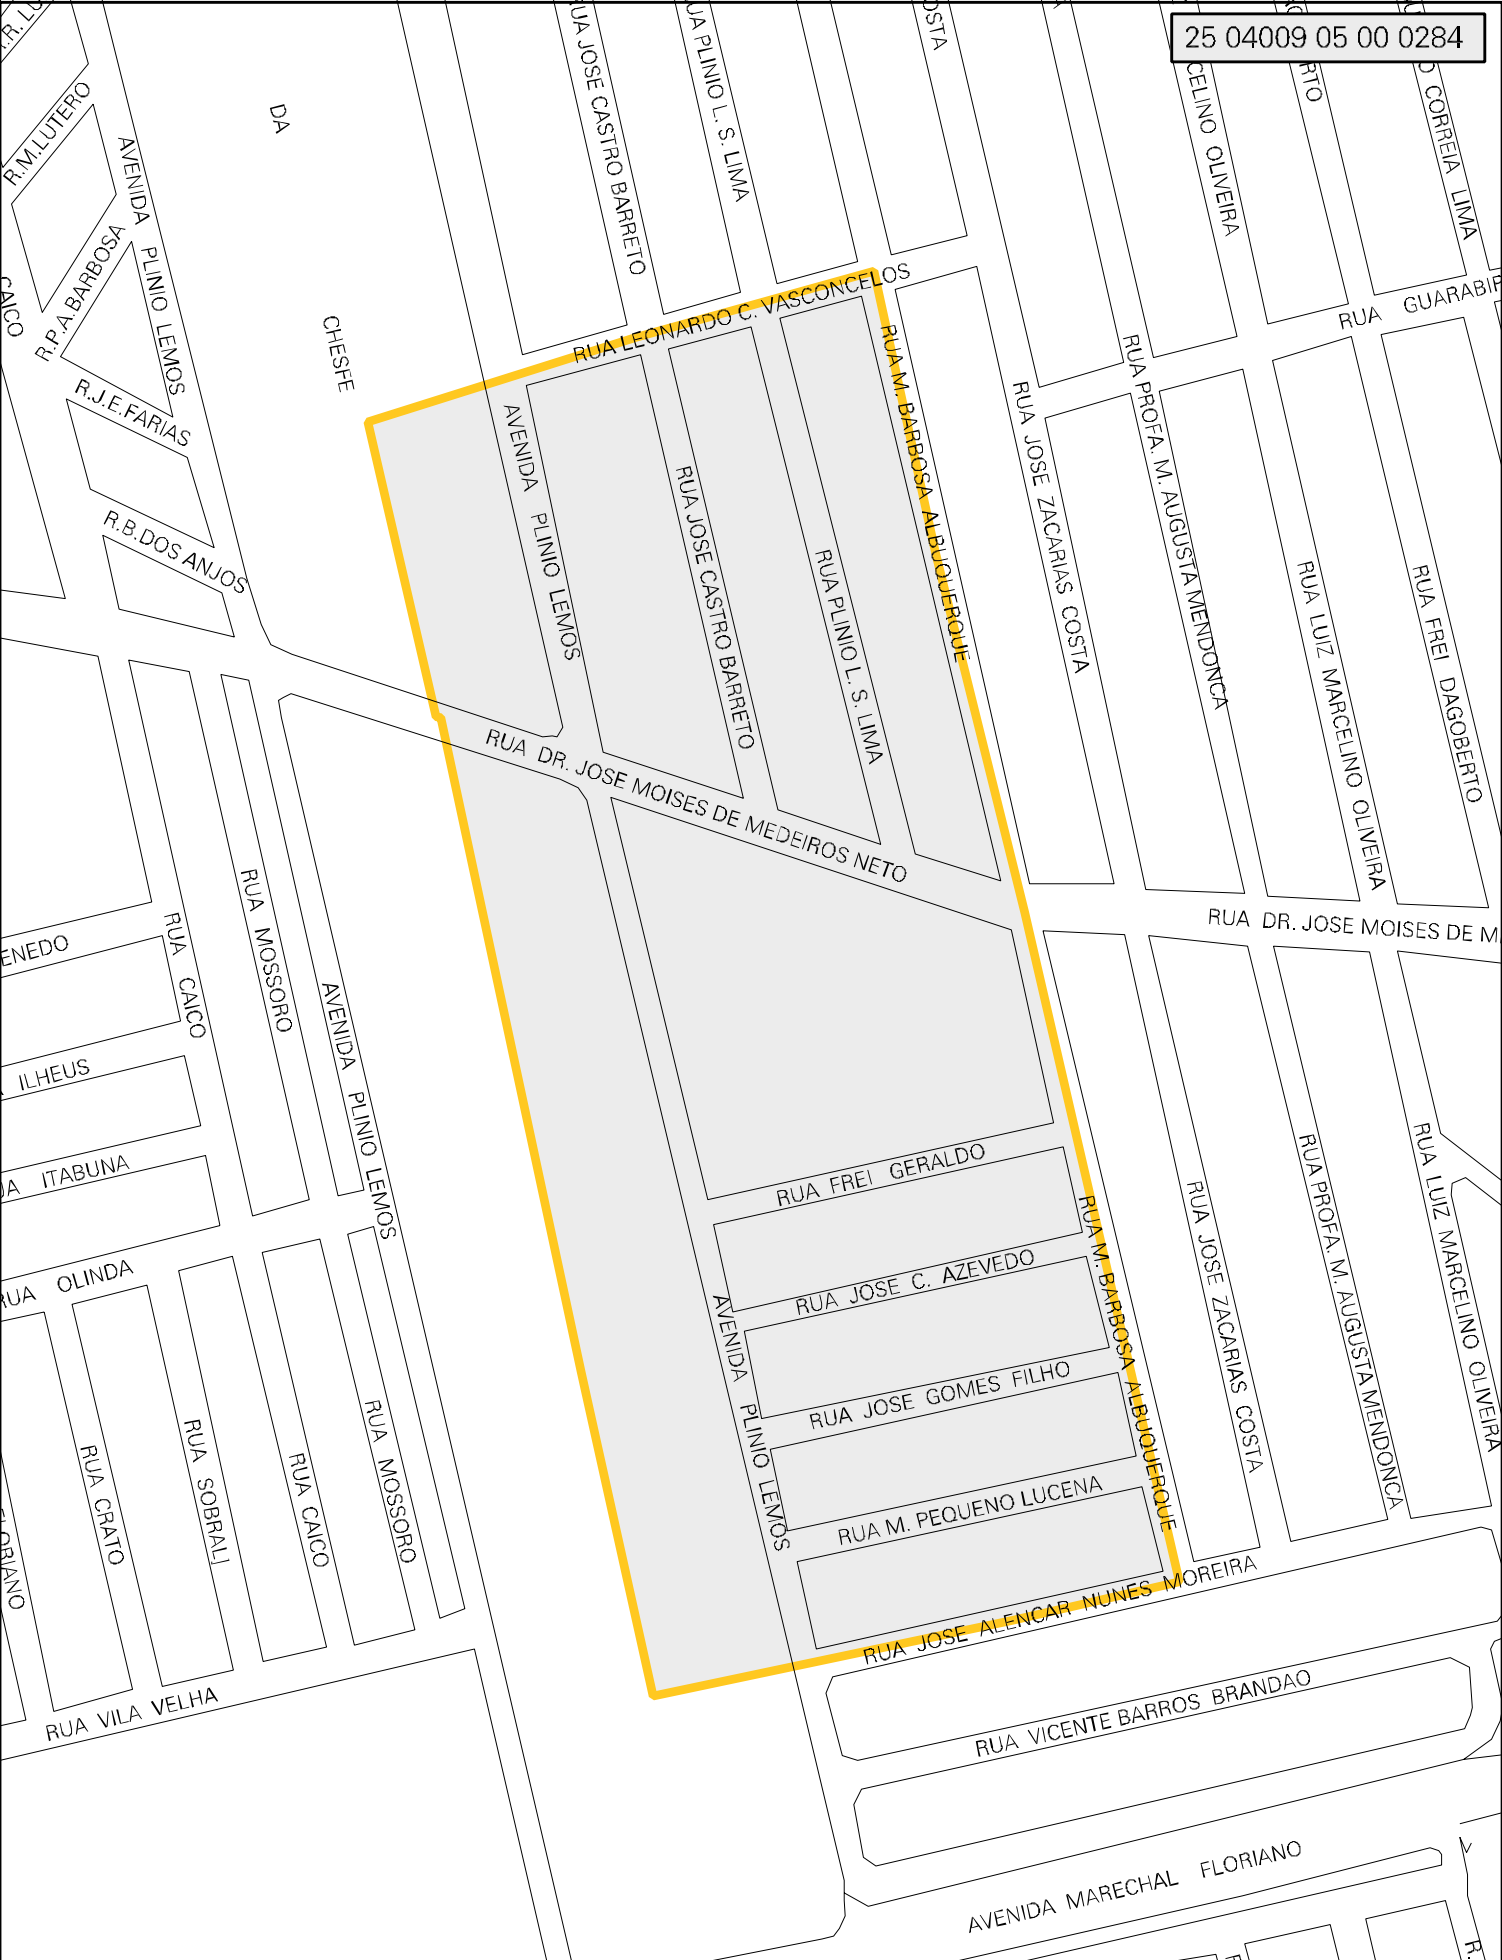 25 04009 05 00 0284
R.M.LUTERO
DA
AVENIDA PLINIO LEMOS
RUA JOSE CASTRO BARRETO
RUA PLINIO L. S. LIMA
OSTA
CELINO OLIVEIRA
RTO
O CORREIA LIMA
R.P.A.BARBOSA
CAICO
CHESFE
RUA LEONARDO C. VASCONCELOS
RUA GUARABIR
R.J.E.FARIAS
R.B.DOS ANJOS
AVENIDA PLINIO LEMOS
RUA JOSE CASTRO BARRETO
RUA PLINIO L. S. LIMA
RUA M. BARBOSA ALBUQUERQUE
RUA JOSE ZACARIAS COSTA
RUA PROFA. M. AUGUSTA MENDONCA
RUA LUIZ MARCELINO OLIVEIRA
RUA FREI DAGOBERTO
RUA DR. JOSE MOISES DE MEDEIROS NETO
RUA DR. JOSE MOISES DE M
ENEDO
RUA CAICO
RUA MOSSORO
AVENIDA PLINIO LEMOS
ILHEUS
UA ITABUNA
RUA OLINDA
RUA FREI GERALDO
RUA JOSE C. AZEVEDO
RUA JOSE GOMES FILHO
RUA M. PEQUENO LUCENA
AVENIDA PLINIO LEMOS
RUA M. BARBOSA ALBUQUERQUE
RUA JOSE ZACARIAS COSTA
RUA PROFA. M. AUGUSTA MENDONCA
RUA LUIZ MARCELINO OLIVEIRA
LORIANO
RUA CRATO
RUA SOBRAL
RUA CAICO
RUA MOSSORO
RUA VILA VELHA
RUA JOSE ALENCAR NUNES MOREIRA
RUA VICENTE BARROS BRANDAO
AVENIDA MARECHAL FLORIANO